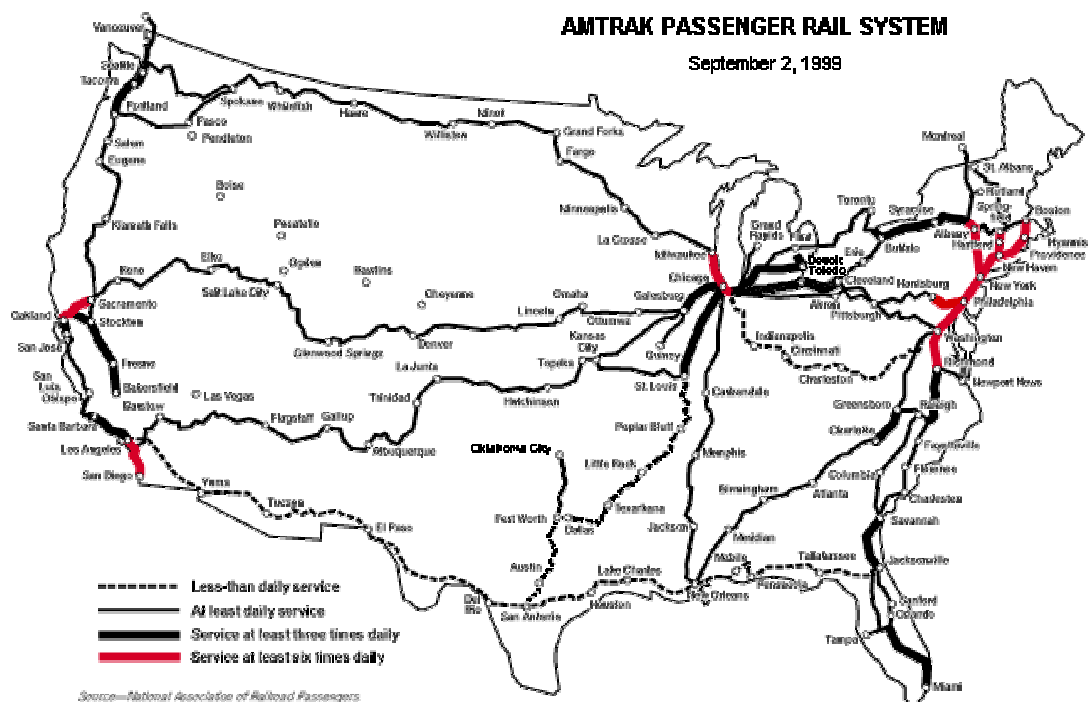 AMTRAK PASSENGER RAIL SYSTEM
September 2, 1999
Vancouver
Seattle
Tacoma
Portland
Spokane
Whitefish
Havre
Williston
Minot
Grand Forks
Pasco
Pendleton
Fargo
Salem
Eugene
Boise
Minneapolis
Montreal
St. Albans
Rutland
Toronto
Syracuse
Boston
Klamath Falls
Pocatello
La Crosse
Grand
Rapids
Milwaukee
Detroit
Toledo
Erie
Buffalo
Albany
Hartford
Hyannis
Providence
New Haven
New York
Reno
Elko
Ogden
Rawlins
Salt Lake City
Cheyenne
Omaha
Chicago
Cleveland
Harrisburg
Sacramento
Galesburg
Akron
Pittsburgh
Philadelphia
Oakland
Stockton
Lincoln
Ottumwa
Washington
San José
Glenwood Springs
Denver
Kansas
City
Quincy
Indianapolis
Cincinnati
Charleston
Richmond
Newport News
Fresno
La Junta
Topeka
St. Louis
San
Luis
Obispo
Bakersfield
Barstow
Las Vegas
Trinidad
Hutchinson
Carbondale
Greensboro
Raleigh
Santa Barbara
Flagstaff
Gallup
Poplar Bluff
Charlotte
Fayetteville
Los Angeles
Albuquerque
Oklahoma City
Memphis
Columbia
Florence
San Diego
Yuma
Little Rock
Birmingham
Atlanta
Charleston
Tucson
Texarkana
Savannah
El Paso
Fort Worth
Dallas
Jackson
Meridian
Austin
Lake Charles
Mobile
Tallahassee
Jacksonville
Pensacola
New Orleans
Del
Rio
San Antonio
Houston
Sanford
Orlando
Tampa
Miami
Less-than daily service
At least daily service
Service at least three times daily
Service at least six times daily
Source—National Association of Railroad Passengers